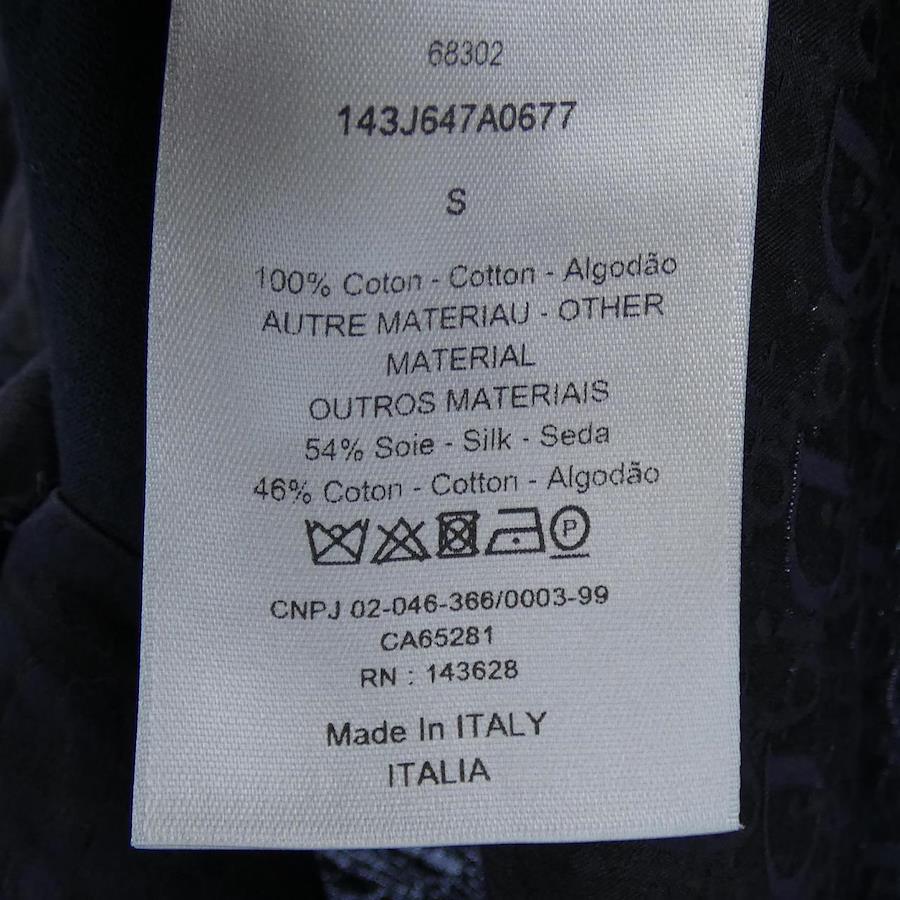 68302
143J647A0677
S
100% Coton - Cotton - Algodão
AUTRE MATERIAU - OTHER
MATERIAL
OUTROS MATERIAIS
54% Soie - Silk - Seda
46% Coton - Cotton - Algodão
P
CNPJ 02-046-366/0003-99
CA65281
RN : 143628
Made In ITALY
ITALIA